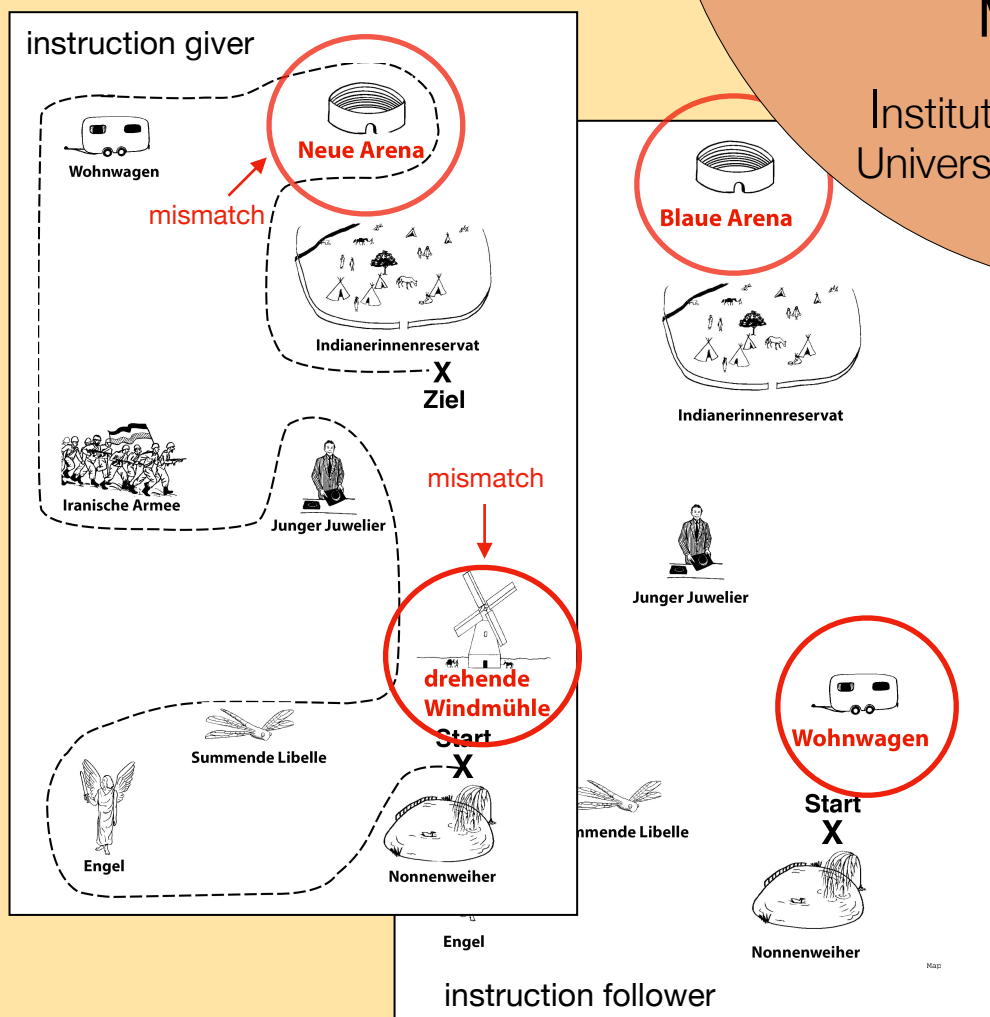 instruction giver
Neue Arena
Wohnwagen
mismatch
Indianerinnenreservat
X
Ziel
Iranische Armee
Junger Juwelier
mismatch
drehende
Windmühle
Start
X
Summende Libelle
Engel
Nonnenweiher
Institut
Univers
Blaue Arena
Indianerinnenreservat
Junger Juwelier
Wohnwagen
Start
X
mmende Libelle
Engel
Nonnenweiher
Map
instruction follower